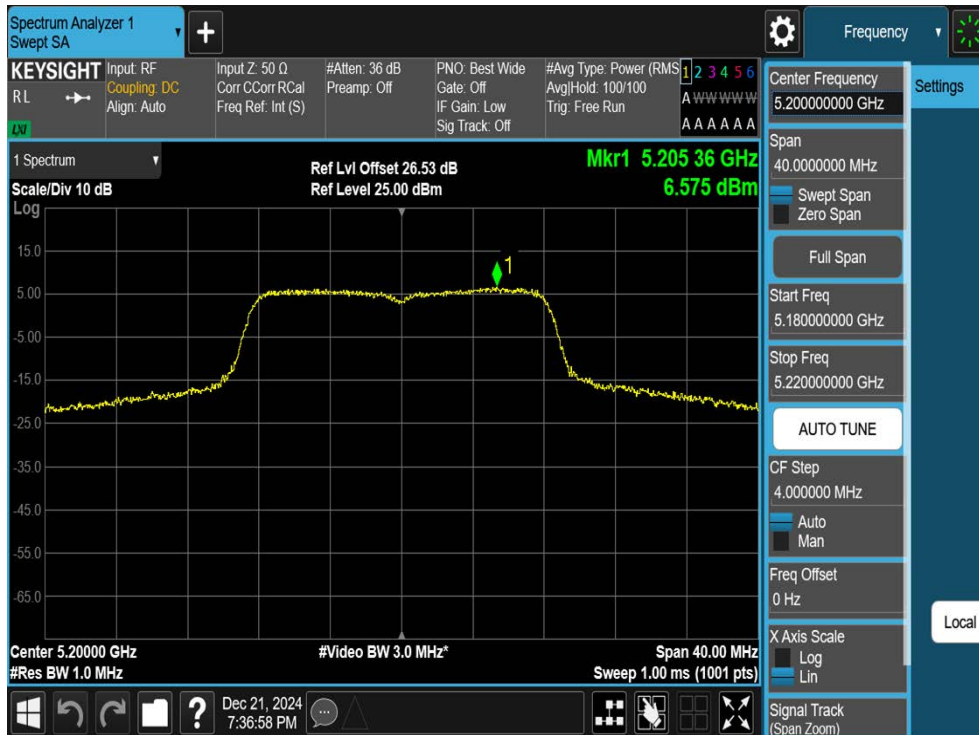 Spectrum Analyzer 1
Swept SA
+
Frequency
KEYSIGHT
R L
LXI
Input: RF
Coupling: DC
Align: Auto
Input Z: 50 Ω
Corr CCorr RCal
Freq Ref: Int (S)
#Atten: 36 dB
Preamp: Off
PNO: Best Wide
Gate: Off
IF Gain: Low
Sig Track: Off
#Avg Type: Power (RMS
Avg|Hold: 100/100
Trig: Free Run
1 2 3 4 5 6
A W W W W W
A A A A A A
1 Spectrum
Scale/Div 10 dB
Log
Ref Lvl Offset 26.53 dB
Ref Level 25.00 dBm
Mkr1 5.205 36 GHz
6.575 dBm
1
15.0
5.00
-5.00
-15.0
-25.0
-35.0
-45.0
-55.0
-65.0
Center 5.20000 GHz
#Res BW 1.0 MHz
#Video BW 3.0 MHz*
Span 40.00 MHz
Sweep 1.00 ms (1001 pts)
Center Frequency
5.200000000 GHz
Settings
Span
40.0000000 MHz
Swept Span
Zero Span
Full Span
Start Freq
5.180000000 GHz
Stop Freq
5.220000000 GHz
AUTO TUNE
CF Step
4.000000 MHz
Auto
Man
Freq Offset
0 Hz
Local
X Axis Scale
Log
Lin
Signal Track
(Span Zoom)
?
Dec 21, 2024
7:36:58 PM